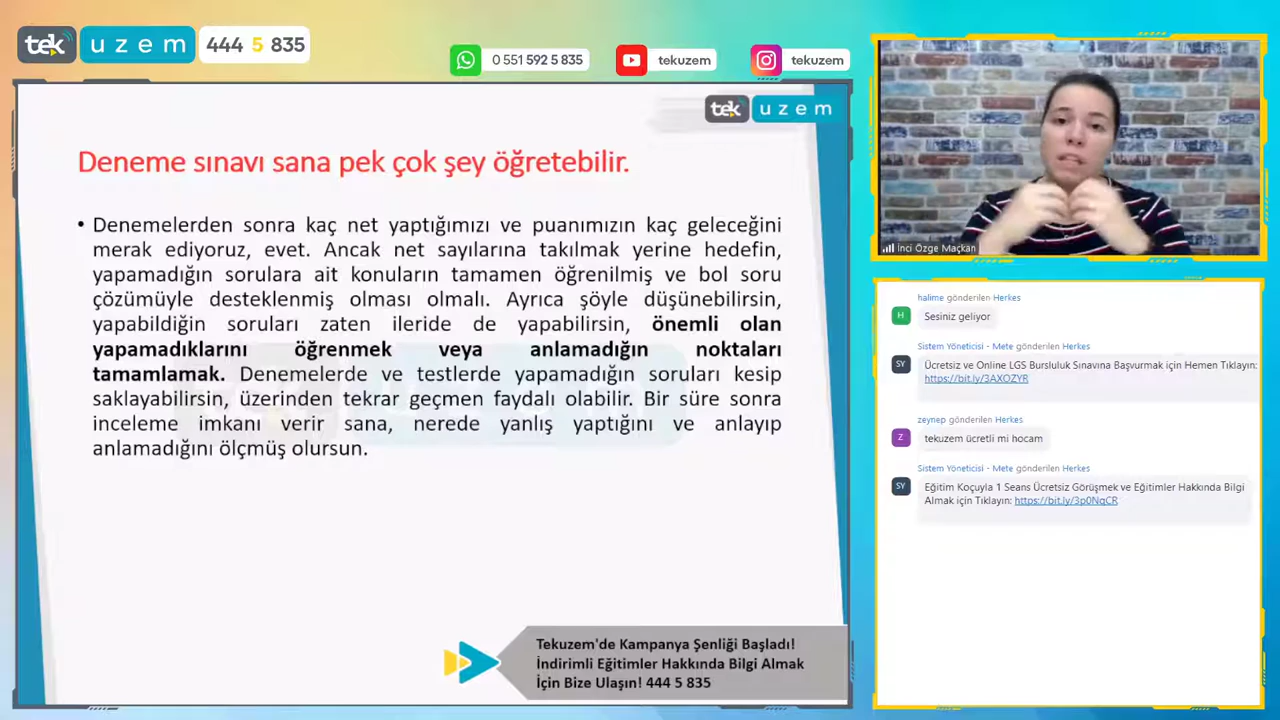 tek uzem 444 5 835
0 551 592 5 835
tekuzem
tekuzem
tek uzem
Deneme sınavı sana pek çok şey öğretebilir.
• Denemelerden sonra kaç net yaptığımızı ve puanımızın kaç geleceğini
merak ediyoruz, evet. Ancak net sayılarına takılmak yerine hedefin,
yapamadığın sorulara ait konuların tamamen öğrenilmiş ve bol soru
çözümüyle desteklenmiş olması olmalı. Ayrıca şöyle düşünebilirsin,
yapabildiğin soruları zaten ileride de yapabilirsin, önemli olan
yapamadıklarını öğrenmek veya anlamadığın noktaları
tamamlamak. Denemelerde ve testlerde yapamadığın soruları kesip
saklayabilirsin, üzerinden tekrar geçmen faydalı olabilir. Bir süre sonra
inceleme imkanı verir sana, nerede yanlış yaptığını ve anlayıp
anlamadığını ölçmüş olursun.
Tekuzem'de Kampanya Şenliği Başladı!
İndirimli Eğitimler Hakkında Bilgi Almak
İçin Bize Ulaşın! 444 5 835
İnci Özge Maçkan
halime gönderilen Herkes
H
Sesiniz geliyor
Sistem Yöneticisi - Mete gönderilen Herkes
SY
Ücretsiz ve Online LGS Bursluluk Sınavına Başvurmak için Hemen Tıklayın:
https://bit.ly/3AXOZYR
zeynep gönderilen Herkes
Z
tekuzem ücretli mi hocam
Sistem Yöneticisi - Mete gönderilen Herkes
SY
Eğitim Koçuyla 1 Seans Ücretsiz Görüşmek ve Eğitimler Hakkında Bilgi
Almak için Tıklayın: https://bit.ly/3p0NqCR